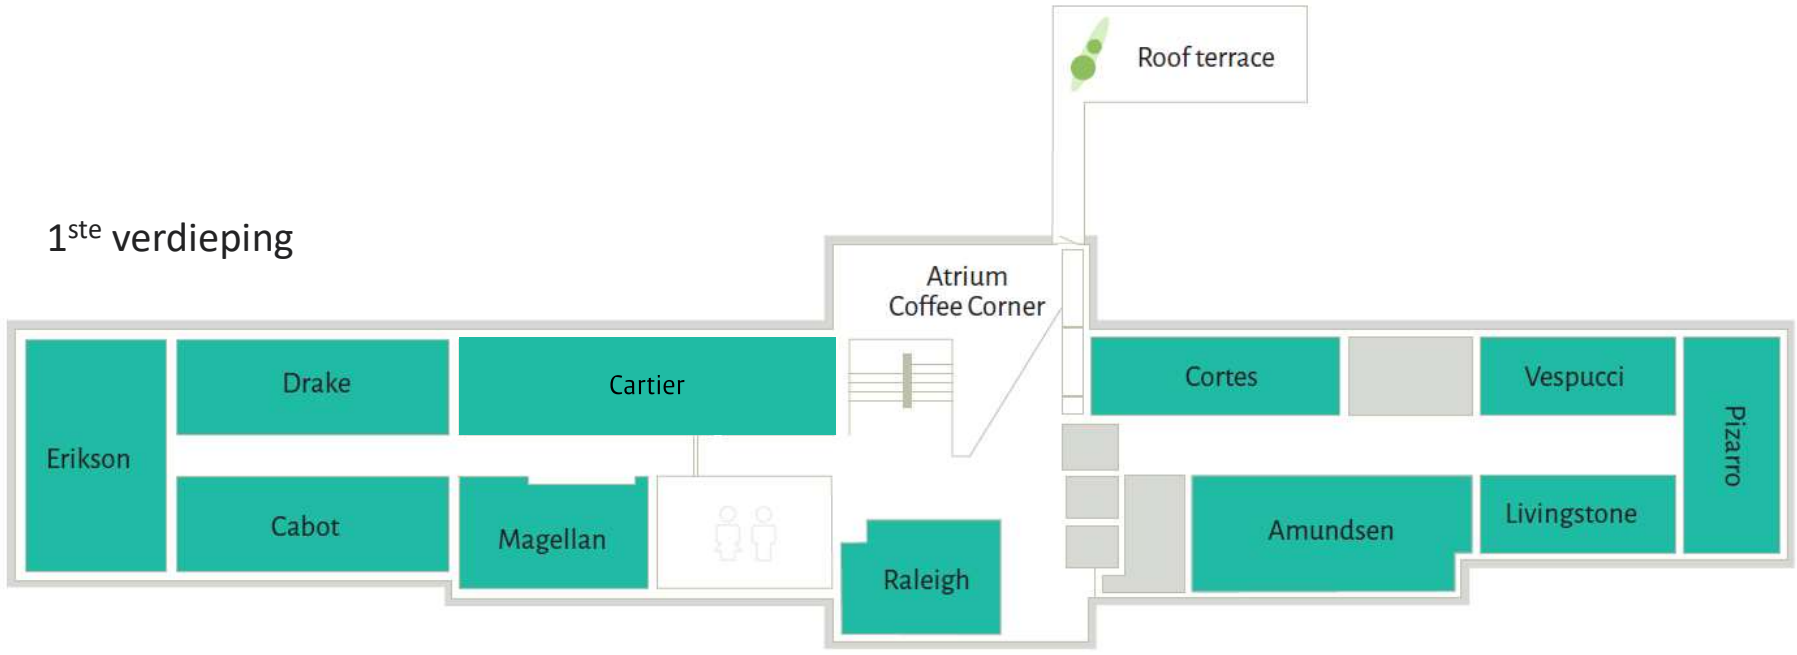 Roof terrace
1ste verdieping
Atrium
Coffee Corner
Drake
Cartier
Cortes
Vespucci
Pizarro
Erikson
Cabot
Magellan
Raleigh
Amundsen
Livingstone